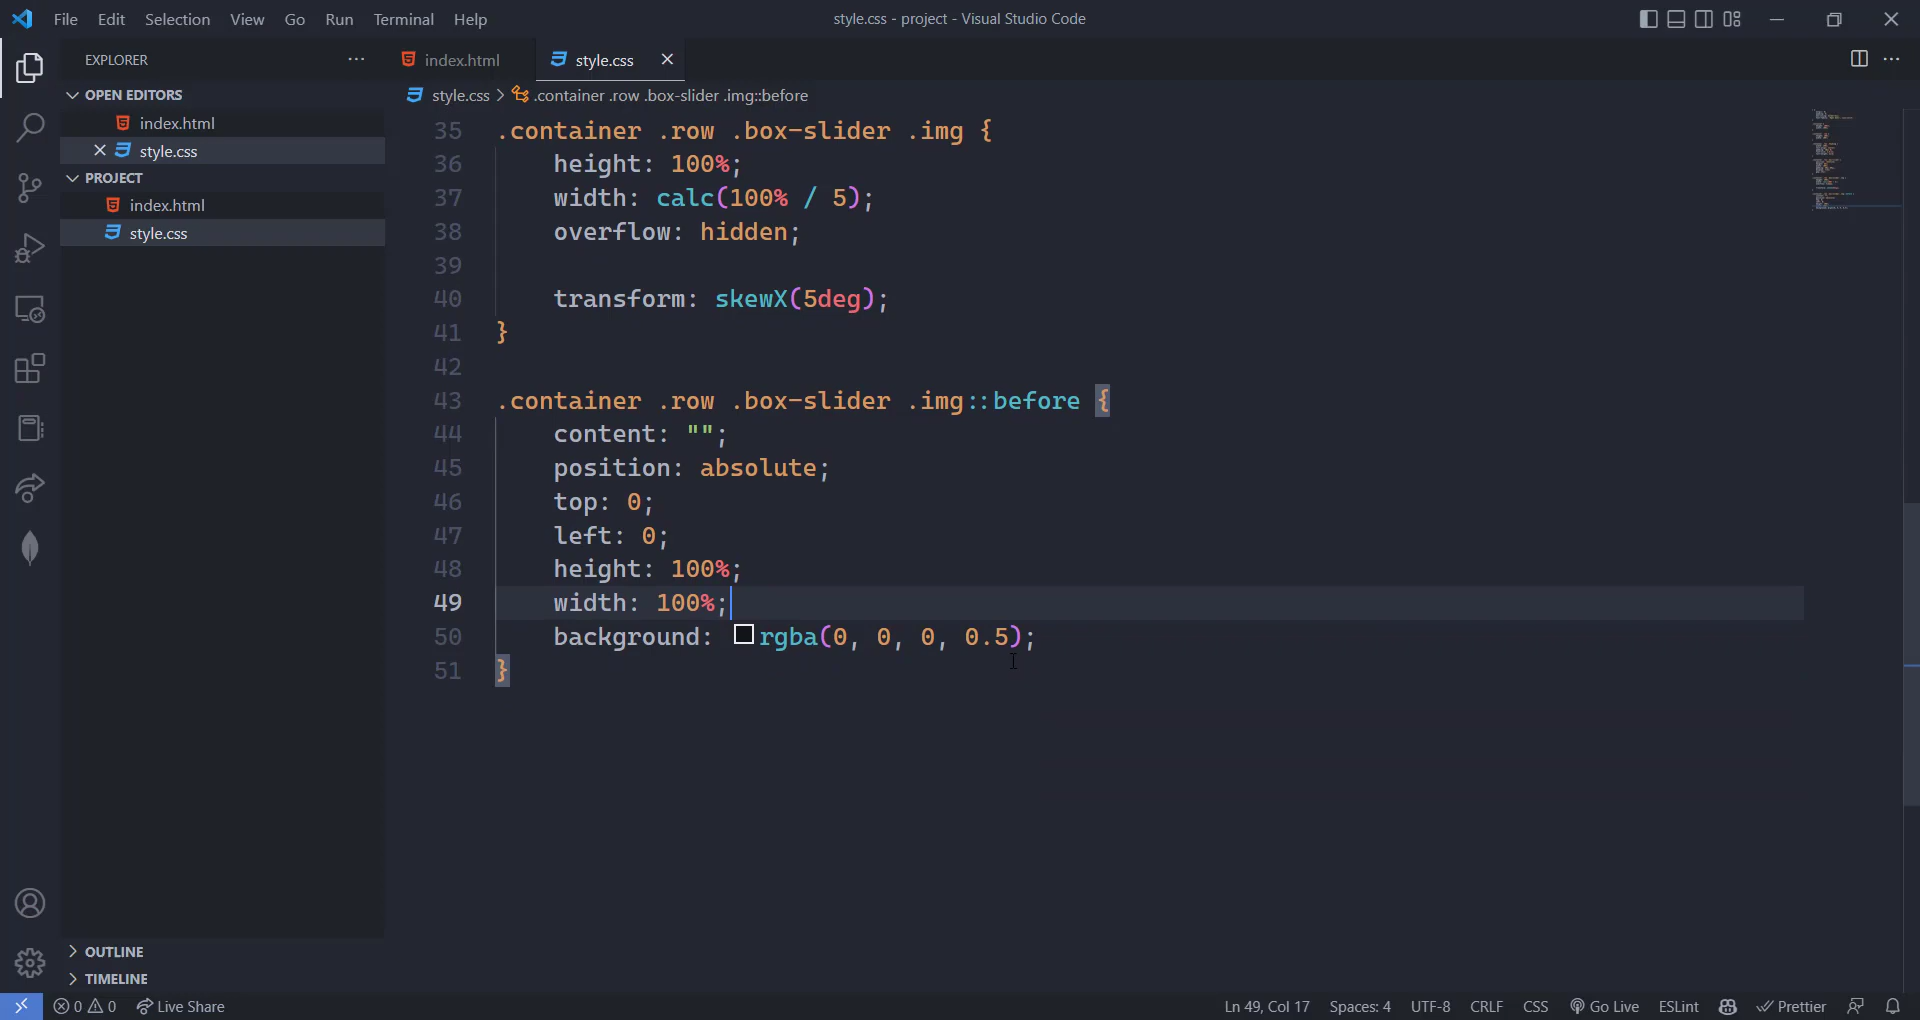 File Edit Selection View Go Run Terminal Help
style.css - project - Visual Studio Code
EXPLORER
OPEN EDITORS
index.html
style.css
PROJECT
index.html
style.css
OUTLINE
TIMELINE
index.html
style.css
style.css > .container .row .box-slider .img::before
35 .container .row .box-slider .img {
36 height: 100%;
37 width: calc(100% / 5);
38 overflow: hidden;
39
40 transform: skewX(5deg);
41 }
42
43 .container .row .box-slider .img::before {
44 content: "";
45 position: absolute;
46 top: 0;
47 left: 0;
48 height: 100%;
49 width: 100%;
50 background: rgba(0, 0, 0, 0.5);
51 }
0 0 Live Share
Ln 49, Col 17 Spaces: 4 UTF-8 CRLF CSS Go Live ESLint Prettier